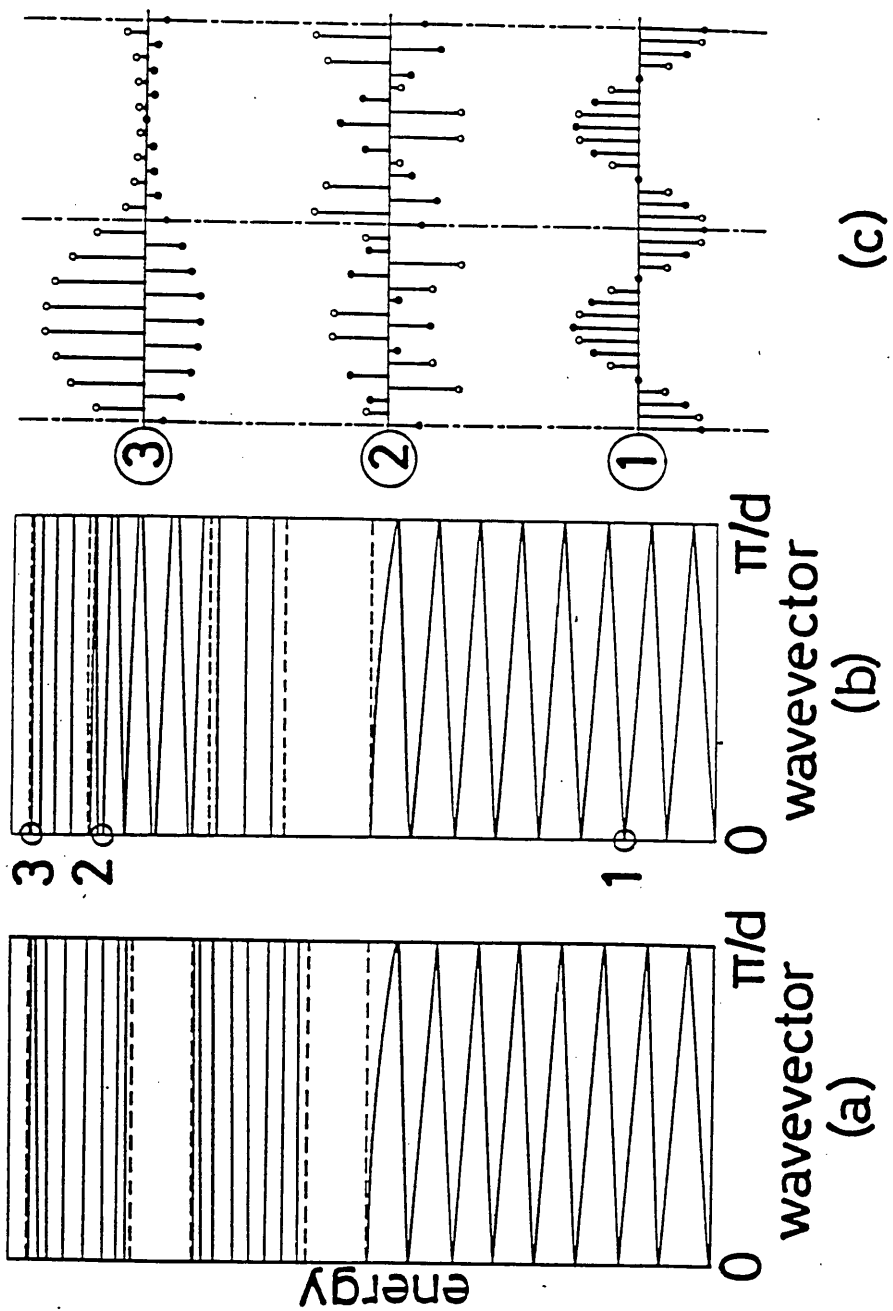 energy
0
π/d
wavevector
(a)
3
2
1
0
π/d
wavevector
(b)
③
②
①
(c)